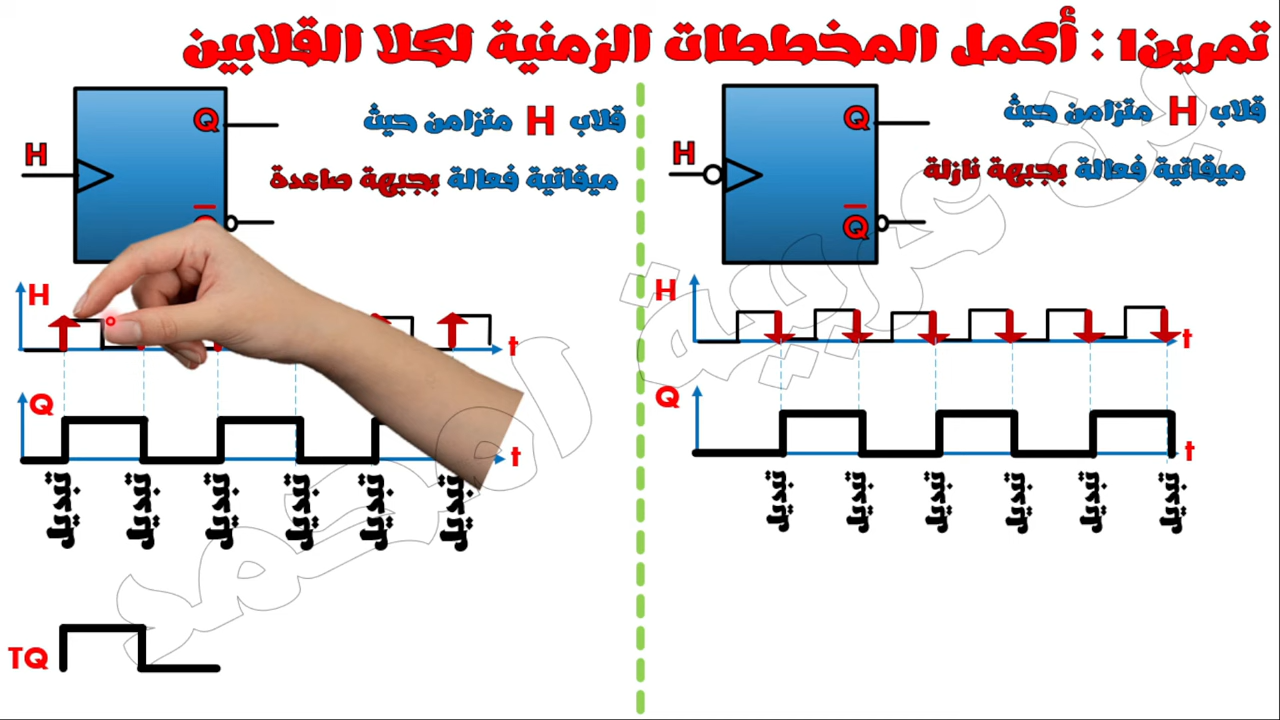 تمرين1 : أكمل المخططات الزمنية لكلا القلابين
قلاب H متزامن حيث
ميقاتية فعالة بجبهة نازلة
H
Q
Q
H
t
Q
t
تبديل
تبديل
تبديل
تبديل
تبديل
تبديل
قلاب H متزامن حيث
ميقاتية فعالة بجبهة صاعدة
H
Q
H
t
Q
t
تبديل
تبديل
تبديل
تبديل
تبديل
تبديل
TQ